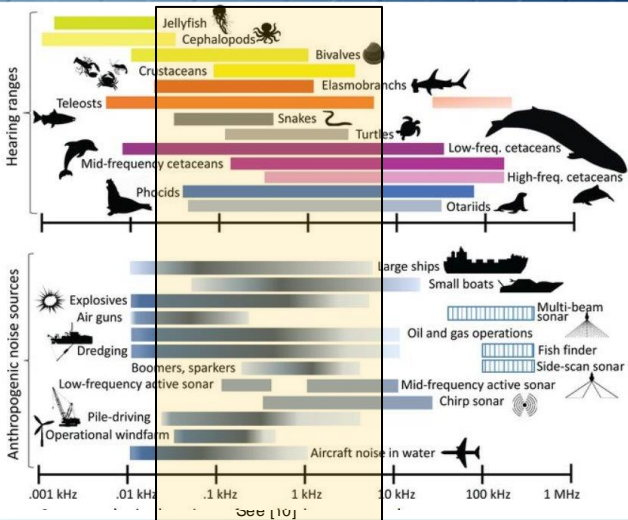 Hearing ranges
Jellyfish
Cephalopods
Bivalves
Crustaceans
Elasmobranchs
Teleosts
Snakes
Turtles
Low-freq. cetaceans
Mid-frequency cetaceans
High-freq. cetaceans
Phocids
Otariids
Anthropogenic noise sources
Large ships
Small boats
Explosives
Multi-beam
sonar
Air guns
Oil and gas operations
Dredging
Fish finder
Boomers, sparkers
Side-scan sonar
Low-frequency active sonar
Mid-frequency active sonar
Chirp sonar
Pile-driving
Operational windfarm
Aircraft noise in water
.001 kHz .01 kHz .1 kHz 1 kHz 10 kHz 100 kHz 1 MHz
See [10]